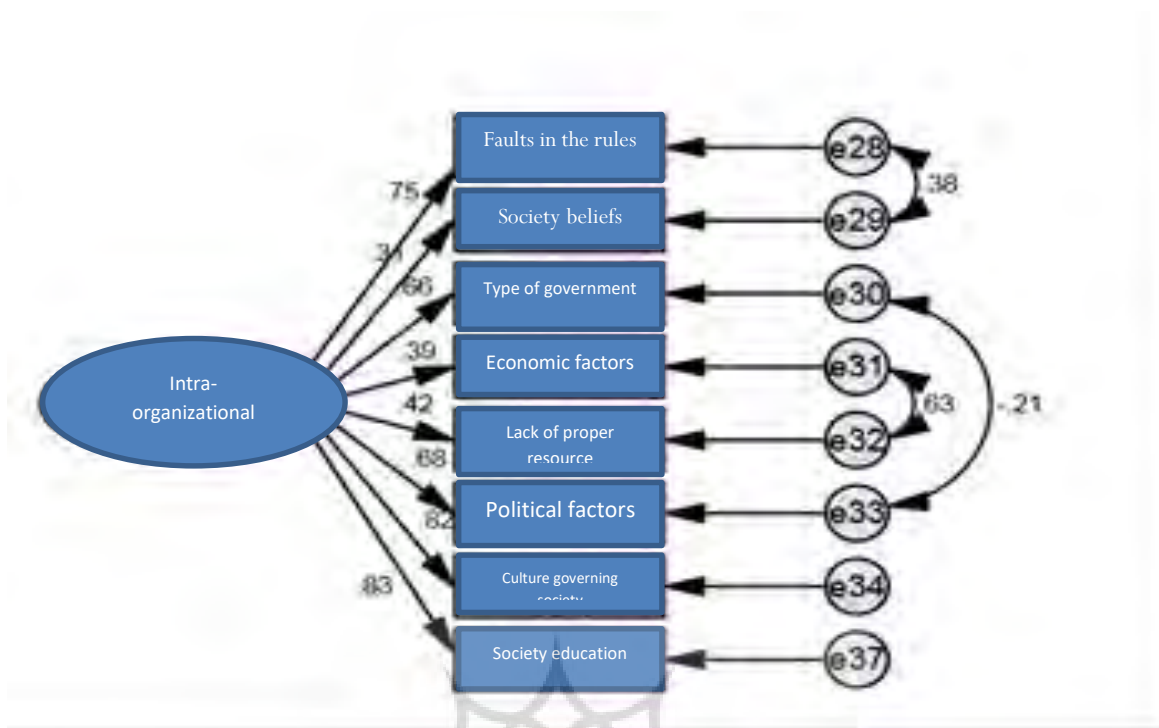 Faults in the rules
e28
.75
.38
Society beliefs
e29
.31
.66
Type of government
e30
.39
Economic factors
e31
Intra-
organizational
.42
.63
-.21
Lack of proper
resource
e32
.68
Political factors
e33
.82
Culture governing
society
e34
.83
Society education
e37